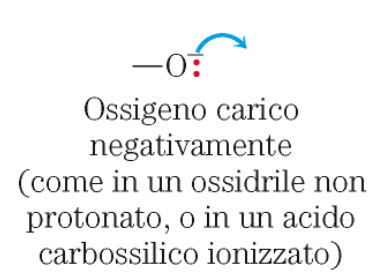 —O⁻:
Ossigeno carico
negativamente
(come in un ossidrile non
protonato, o in un acido
carbossilico ionizzato)